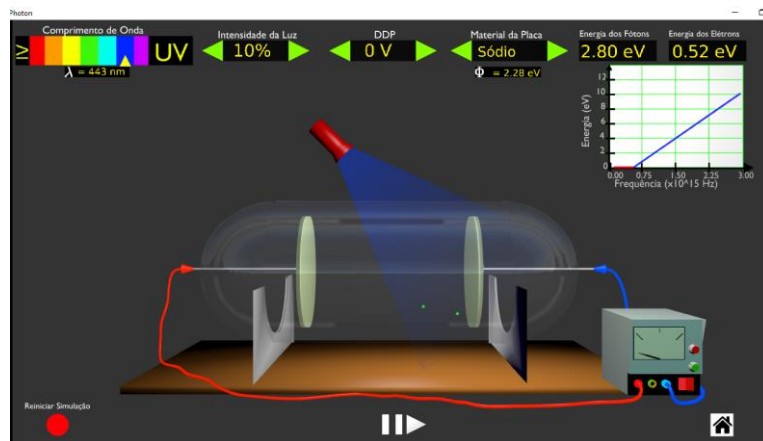 Photon
Comprimento de Onda
Intensidade da Luz
DDP
Material da Placa
Energia dos Fótons
Energia dos Elétrons
≥
UV
10%
0 V
Sódio
2.80 eV
0.52 eV
λ = 443 nm
Φ = 2.28 eV
Energia (eV)
12
10
8
6
4
2
0
0.00 0.75 1.50 2.25 3.00
Frequência (x10^15 Hz)
Reiniciar Simulação